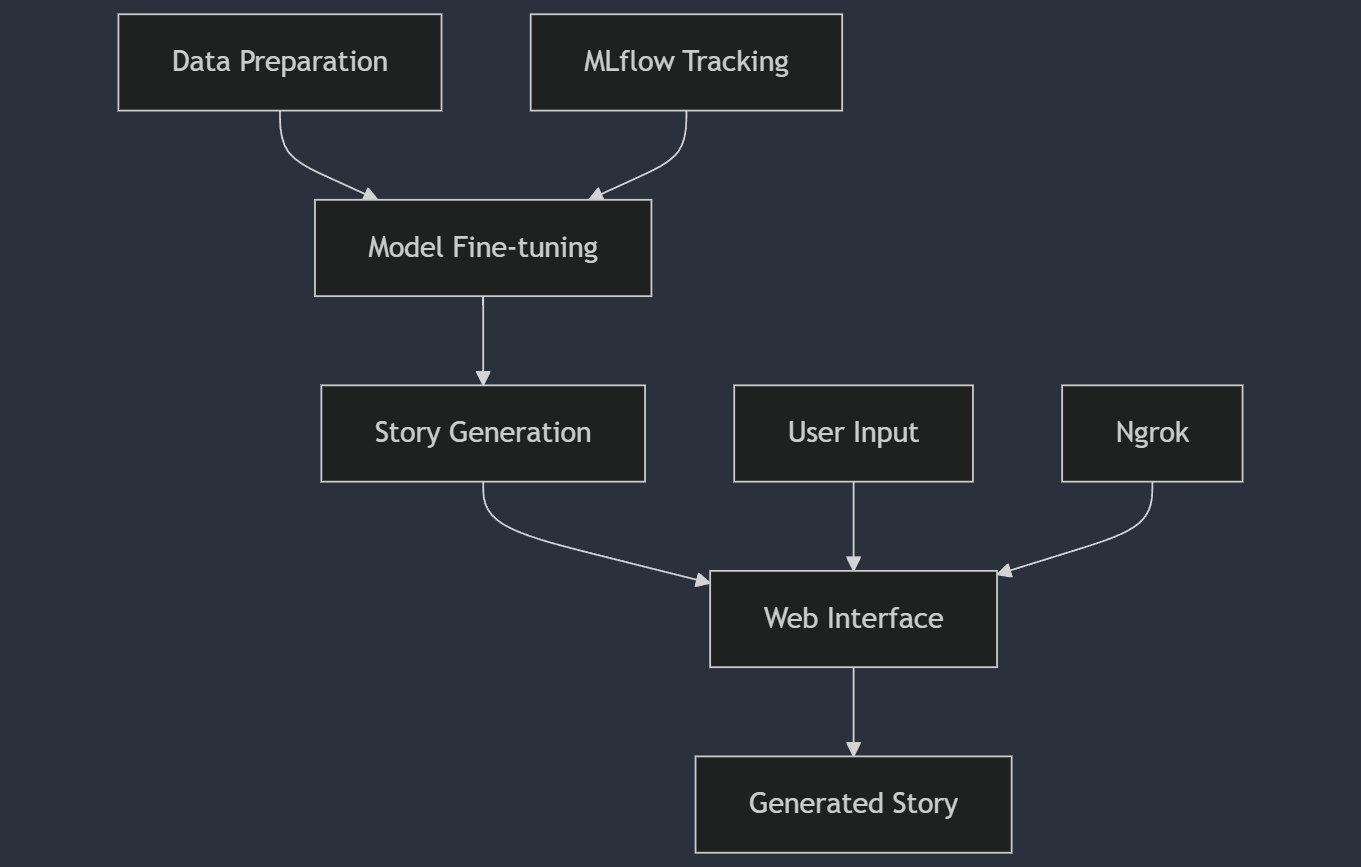 Data Preparation
MLflow Tracking
Model Fine-tuning
Story Generation
User Input
Ngrok
Web Interface
Generated Story